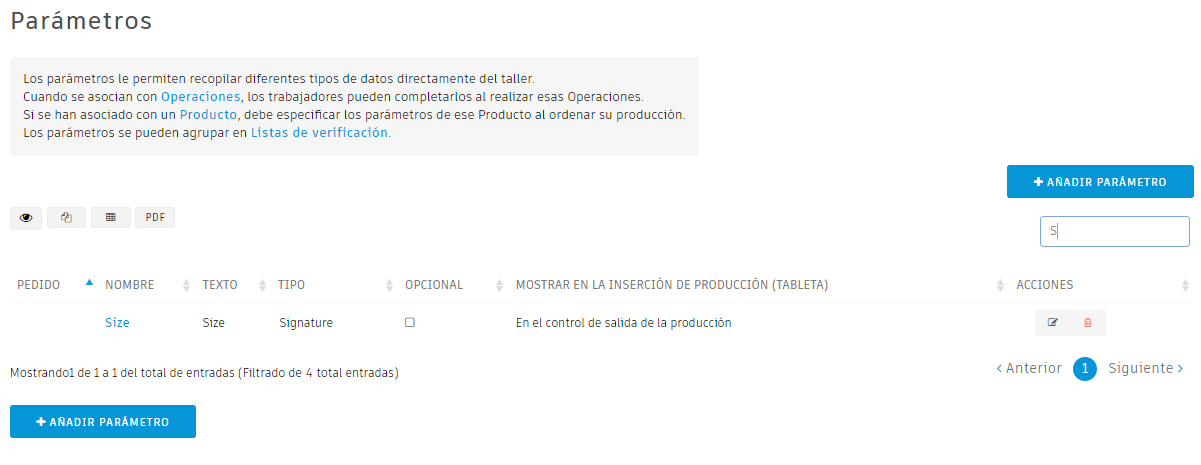 Parámetros
Los parámetros le permiten recopilar diferentes tipos de datos directamente del taller.
Cuando se asocian con Operaciones, los trabajadores pueden completarlos al realizar esas Operaciones.
Si se han asociado con un Producto, debe especificar los parámetros de ese Producto al ordenar su producción.
Los parámetros se pueden agrupar en Listas de verificación.
AÑADIR PARÁMETRO
PDF
S
PEDIDO NOMBRE TEXTO TIPO OPCIONAL MOSTRAR EN LA INSERCIÓN DE PRODUCCIÓN (TABLETA) ACCIONES
Size Size Signature En el control de salida de la producción
Mostrando1 de 1 a 1 del total de entradas (Filtrado de 4 total entradas)
Anterior 1 Siguiente
AÑADIR PARÁMETRO